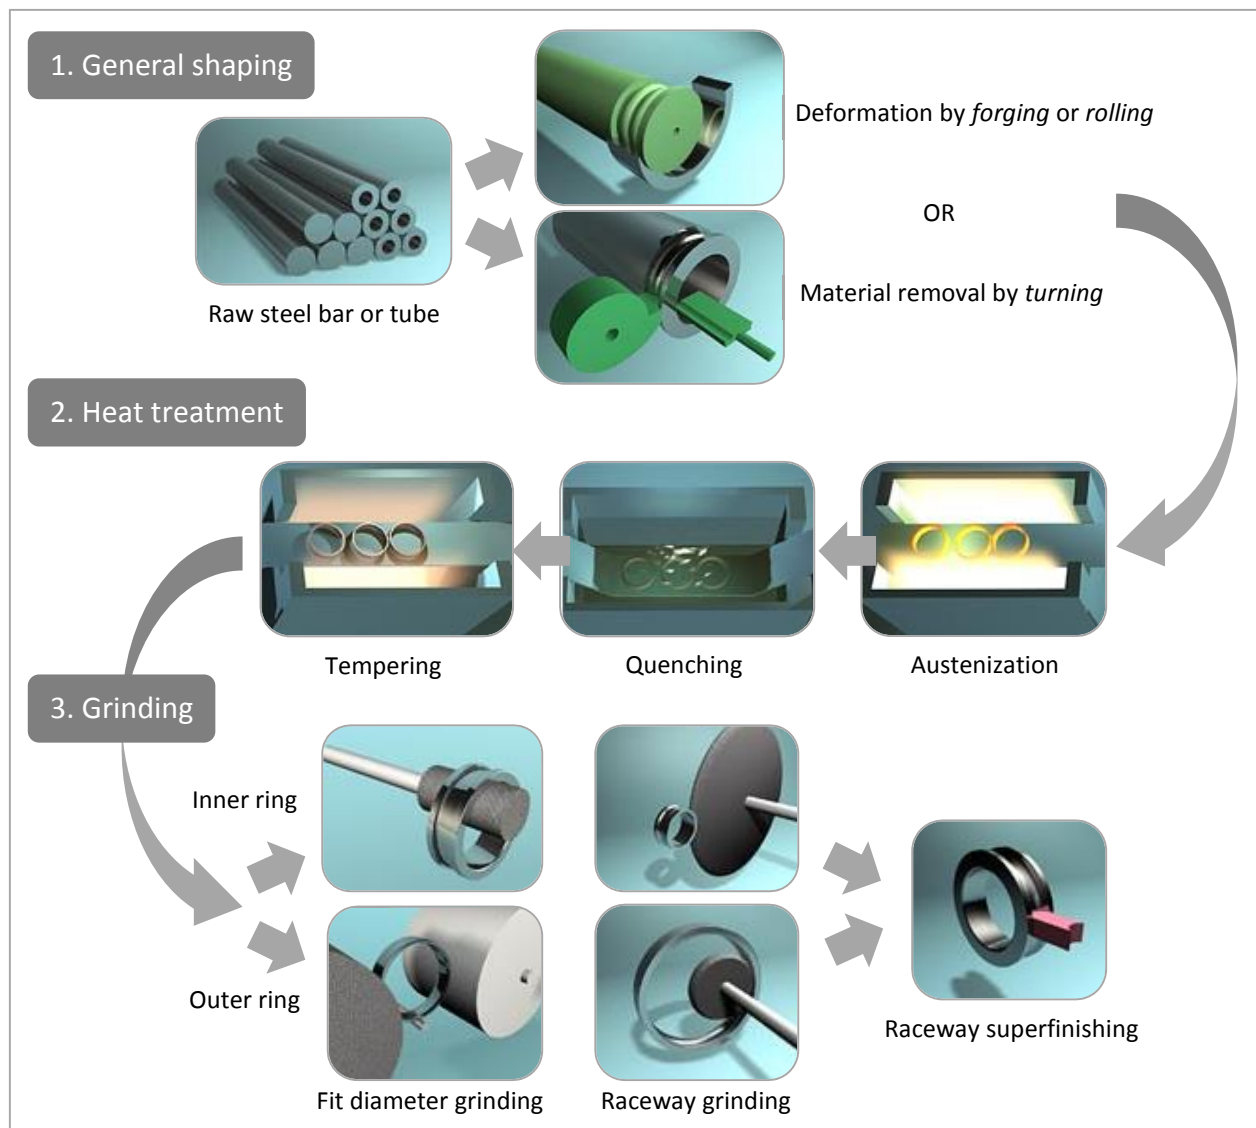 1. General shaping
Deformation by forging or rolling
OR
Raw steel bar or tube
Material removal by turning
2. Heat treatment
Tempering
Quenching
Austenization
3. Grinding
Inner ring
Outer ring
Fit diameter grinding
Raceway grinding
Raceway superfinishing